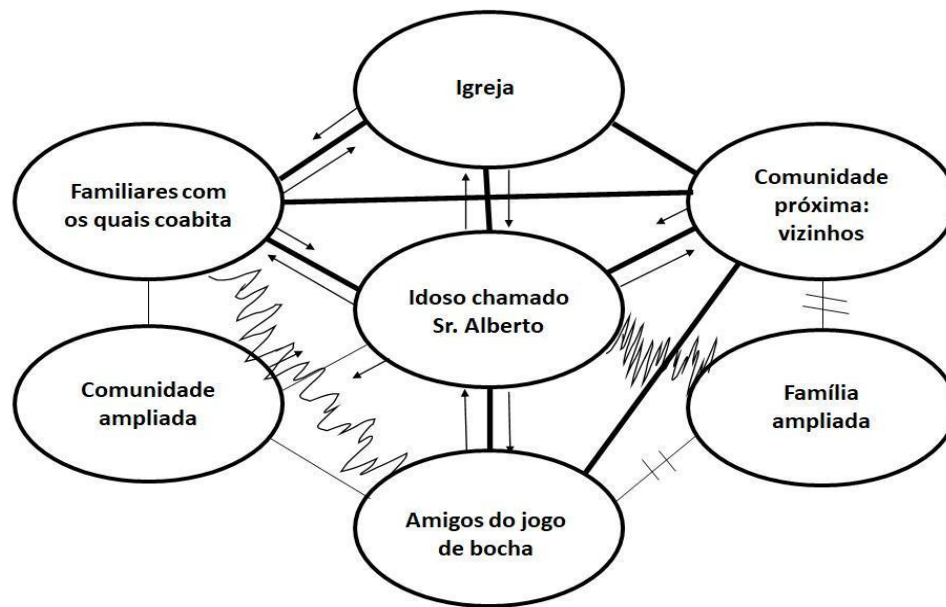 Igreja
Familiares com
os quais coabita
Comunidade
próxima:
vizinhos
Idoso chamado
Sr. Alberto
Comunidade
ampliada
Família
ampliada
Amigos do jogo
de bocha